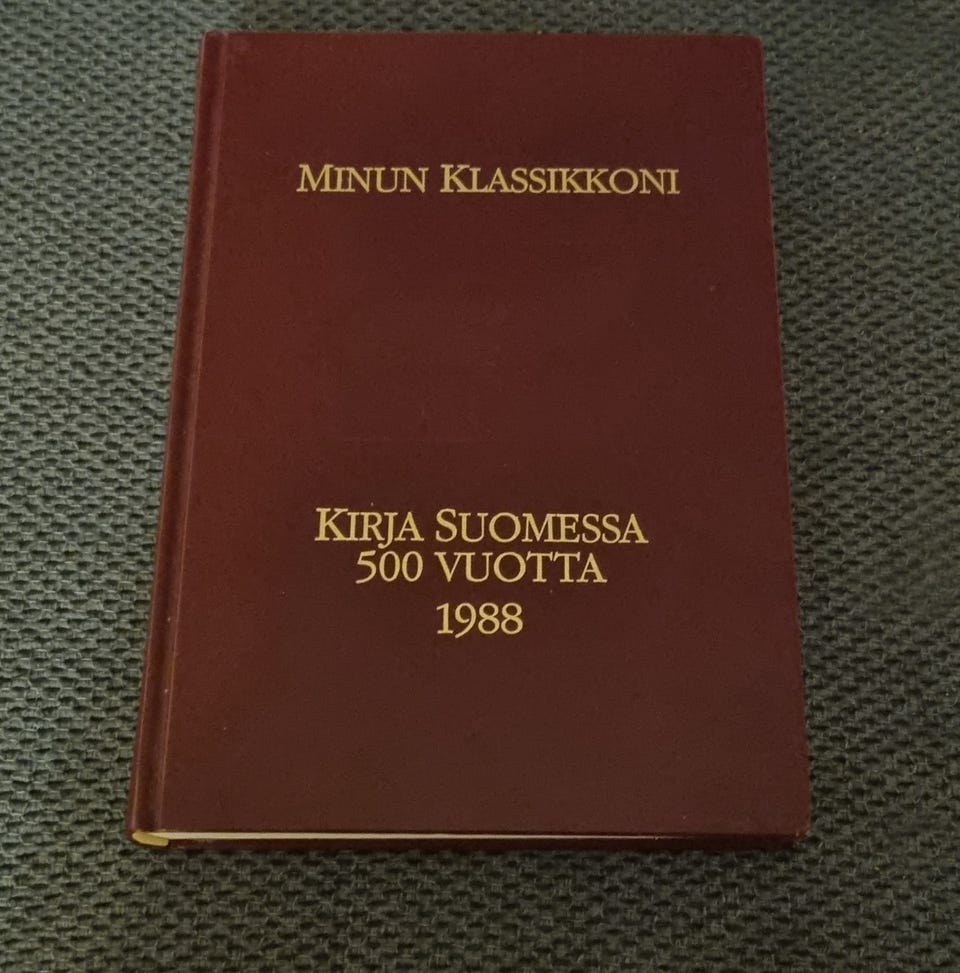 MINUN KLASSIKKONI
KIRJA SUOMESSA
500 VUOTTA
1988